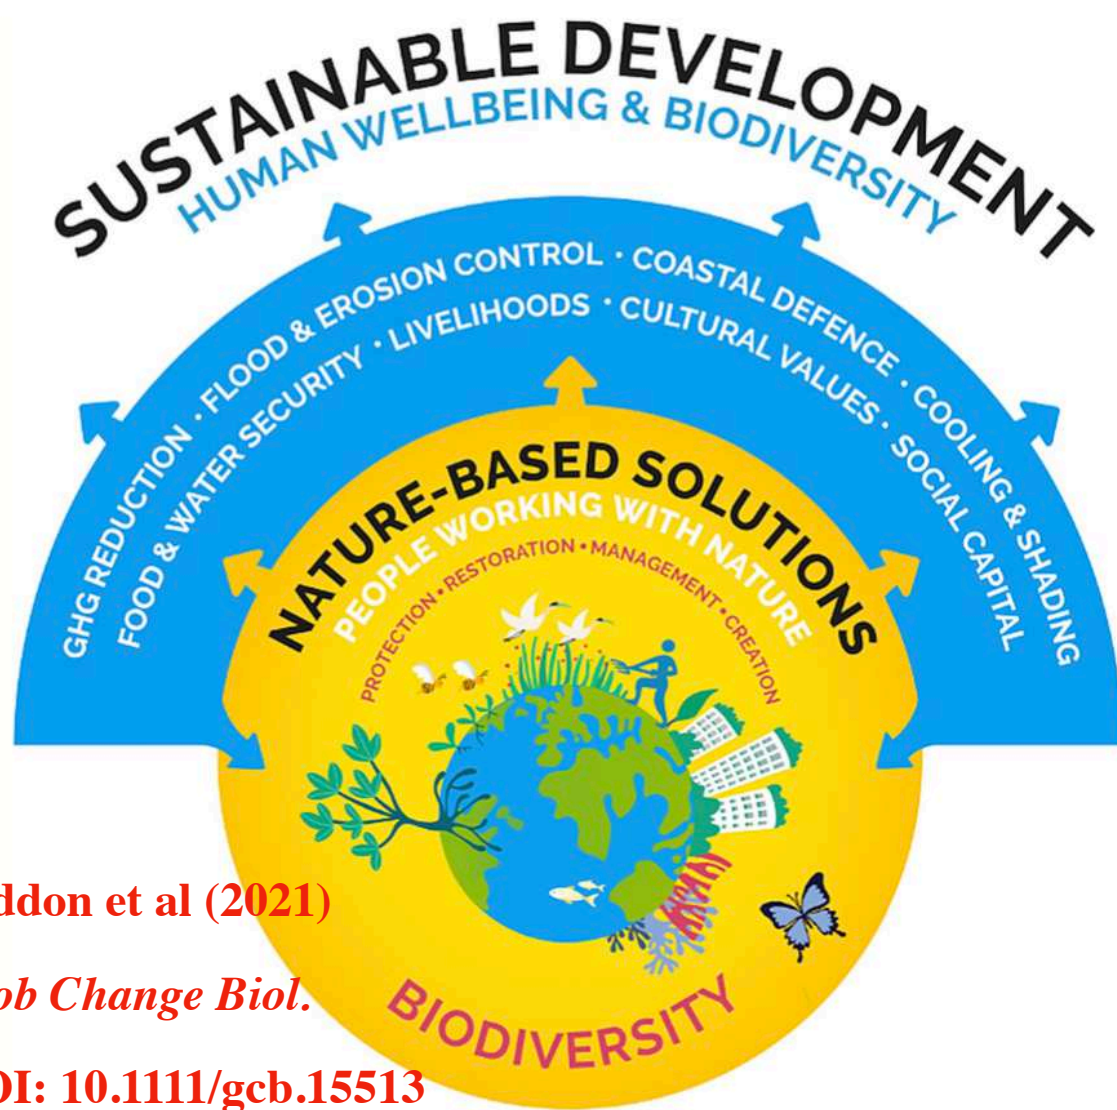 SUSTAINABLE DEVELOPMENT
HUMAN WELLBEING & BIODIVERSITY
GHG REDUCTION · FLOOD & EROSION CONTROL · COASTAL DEFENCE · COOLING & SHADING
FOOD & WATER SECURITY · LIVELIHOODS · CULTURAL VALUES · SOCIAL CAPITAL
NATURE-BASED SOLUTIONS
PEOPLE WORKING WITH NATURE
PROTECTION • RESTORATION • MANAGEMENT • CREATION
ddon et al (2021)
ob Change Biol.
OI: 10.1111/gcb.15513
BIODIVERSITY